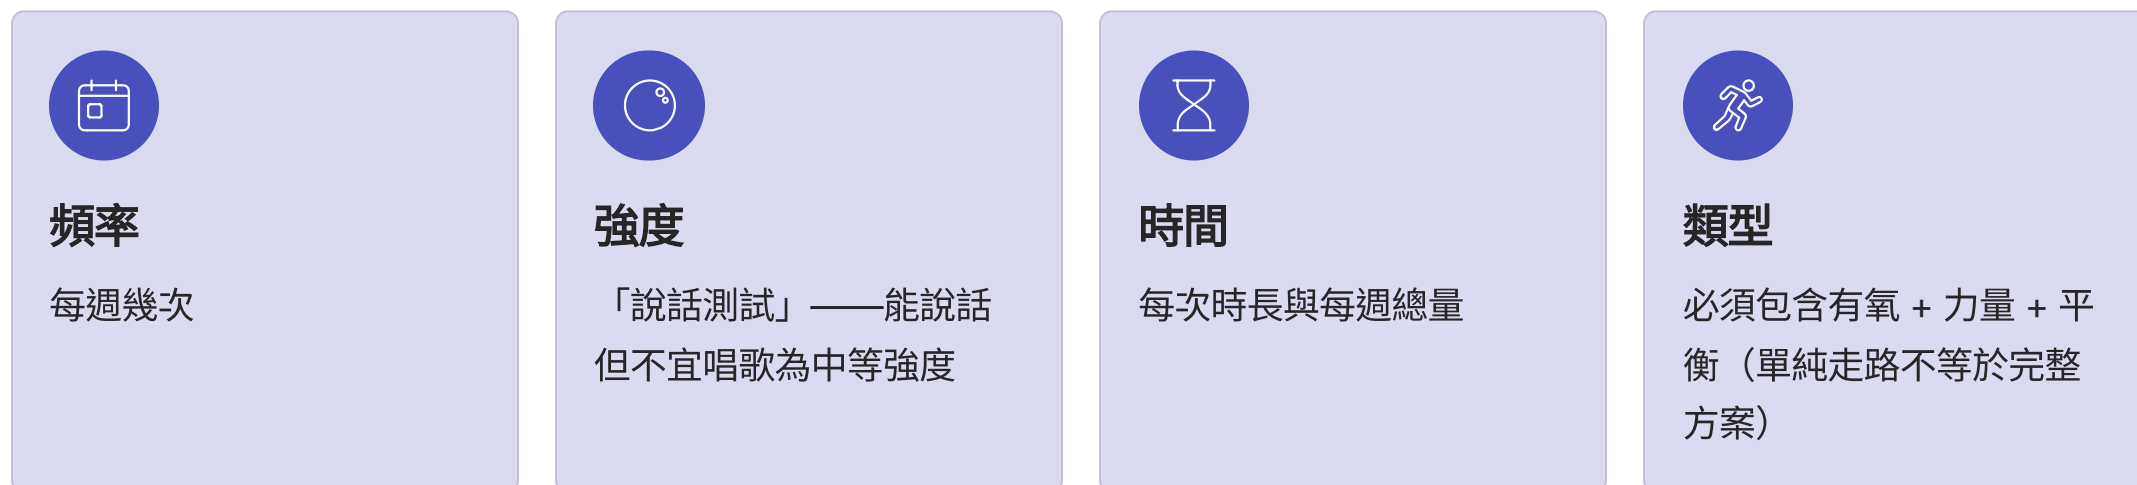 頻率
每週幾次
強度
「說話測試」——能說話
但不宜唱歌為中等強度
時間
每次時長與每週總量
類型
必須包含有氧 + 力量 + 平
衡（單純走路不等於完整
方案）